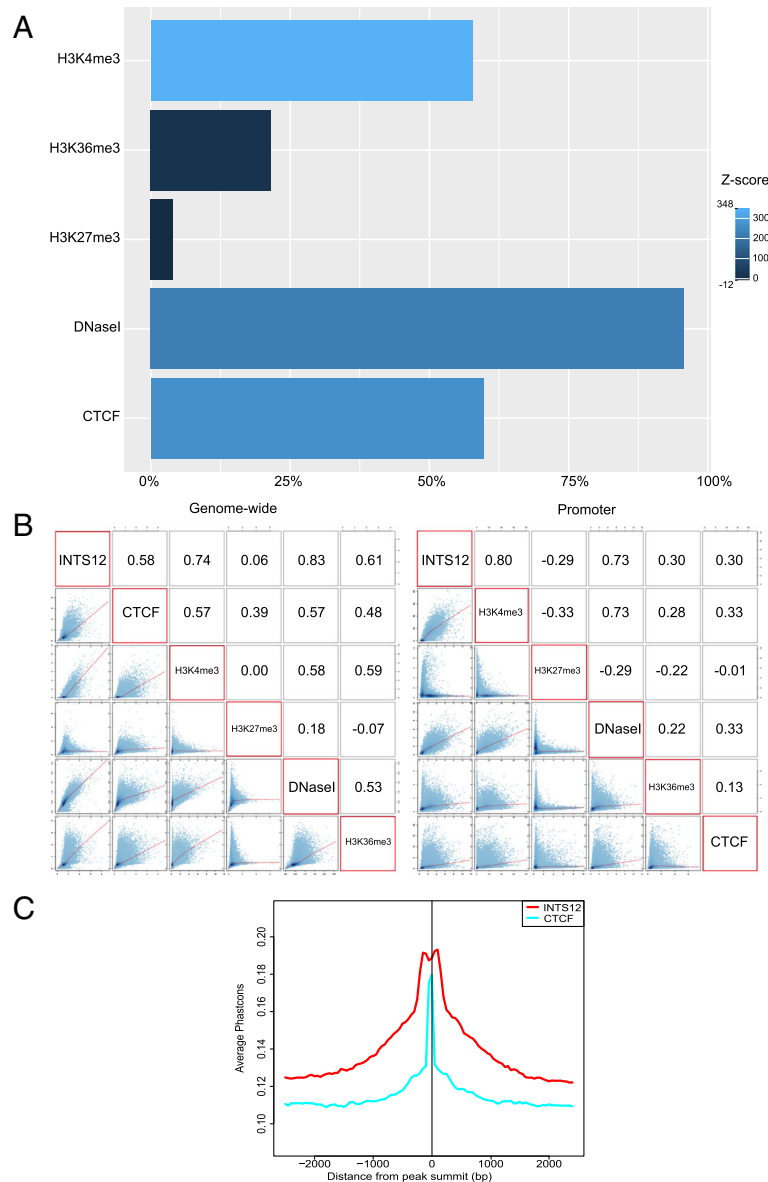 A
H3K4me3
H3K36me3
H3K27me3
DNaseI
CTCF
0% 25% 50% 75% 100%
Z-score
348
300
200
100
0
-12
B
Genome-wide
INTS12 0.58 0.74 0.06 0.83 0.61
CTCF 0.57 0.39 0.57 0.48
H3K4me3 0.00 0.58 0.59
H3K27me3 0.18 -0.07
DNaseI 0.53
H3K36me3
Promoter
INTS12 0.80 -0.29 0.73 0.30 0.30
H3K4me3 -0.33 0.73 0.28 0.33
H3K27me3 -0.29 -0.22 -0.01
DNaseI 0.22 0.33
H3K36me3 0.13
CTCF
C
INTS12
CTCF
Average Phastcons
0.20
0.18
0.16
0.14
0.12
0.10
−2000 −1000 0 1000 2000
Distance from peak summit (bp)